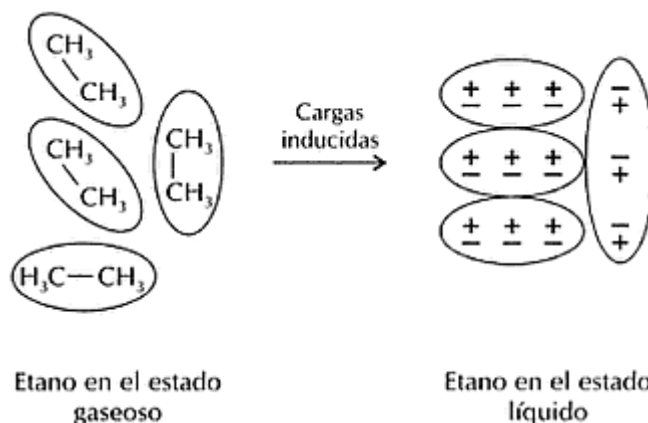 CH₃
CH₃
CH₃
CH₃
CH₃
CH₃
H₃C—CH₃
Cargas
inducidas
+ + +
− − −
+ + +
− − −
+ + +
− − −
−
+
−
+
−
+
Etano en el estado
gaseoso
Etano en el estado
líquido